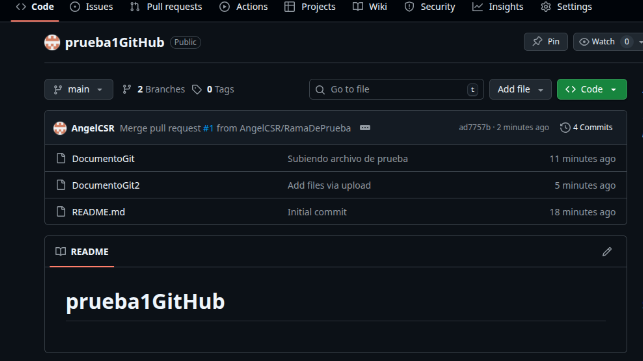 Code Issues Pull requests Actions Projects Wiki Security Insights Settings
prueba1GitHub Public Pin Watch 0
main 2 Branches 0 Tags Go to file t Add file Code
AngelCSR Merge pull request #1 from AngelCSR/RamaDePrueba ad7757b · 2 minutes ago 4 Commits
DocumentoGit Subiendo archivo de prueba 11 minutes ago
DocumentoGit2 Add files via upload 5 minutes ago
README.md Initial commit 18 minutes ago
README
prueba1GitHub